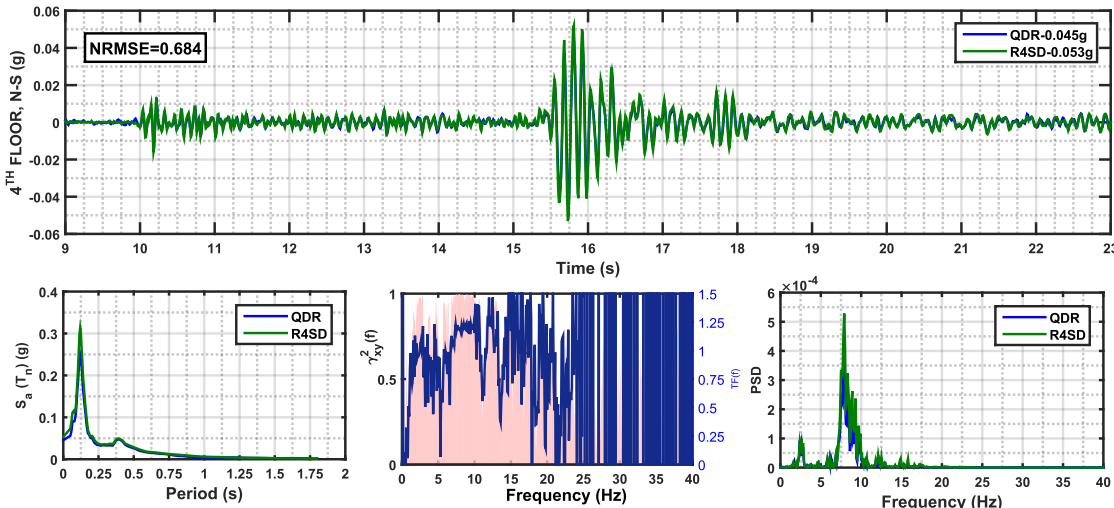 0.06
0.04
0.02
0
-0.02
-0.04
-0.06
4TH FLOOR, N-S (g)
NRMSE=0.684
QDR-0.045g
R4SD-0.053g
9 10 11 12 13 14 15 16 17 18 19 20 21 22 23
Time (s)
0.4
0.3
0.2
0.1
0
Sa (Tn) (g)
QDR
R4SD
0 0.25 0.5 0.75 1 1.25 1.5 1.75 2
Period (s)
1
0.5
0
γ2xy(f)
1.5
1.25
1
0.75
0.5
0.25
0
TF(f)
0 5 10 15 20 25 30 35 40
Frequency (Hz)
×10-4
6
5
4
3
2
1
0
PSD
QDR
R4SD
0 5 10 15 20 25 30 35 40
Frequency (Hz)